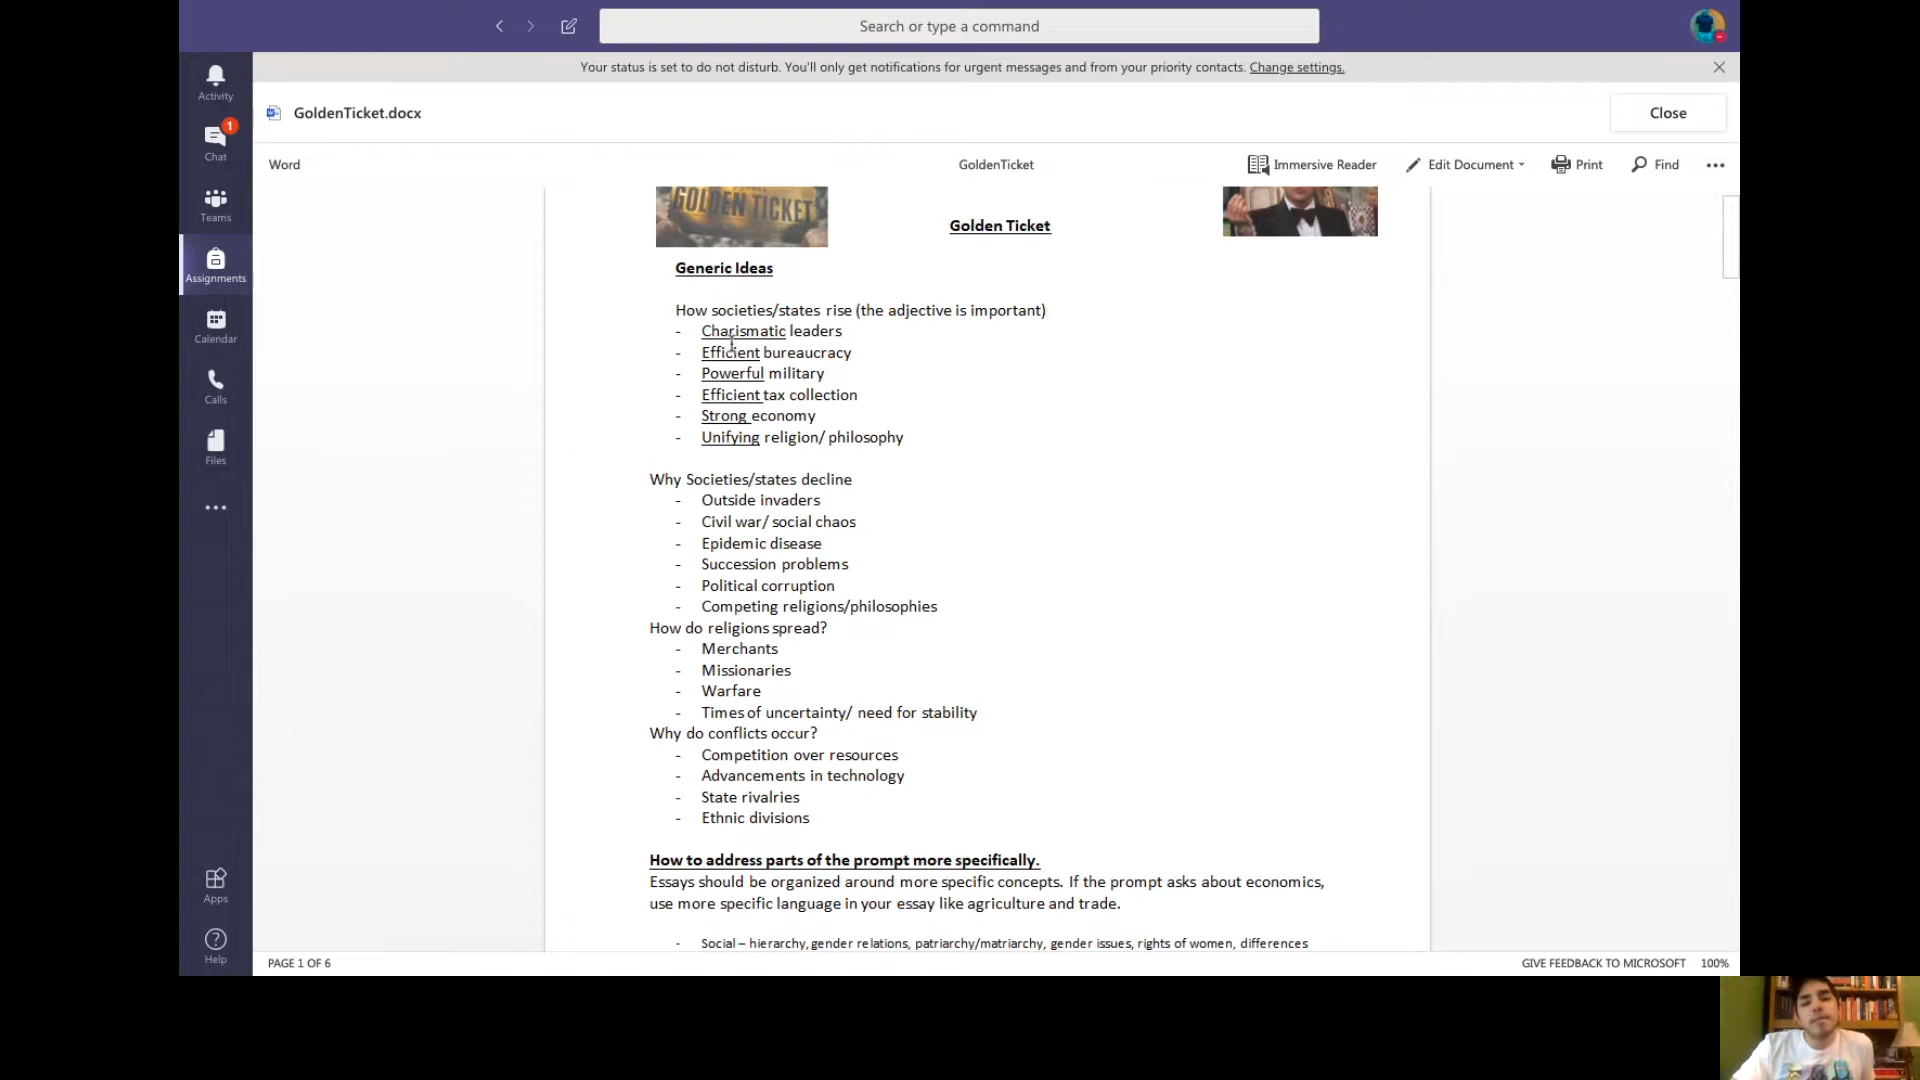 Search or type a command
Your status is set to do not disturb. You'll only get notifications for urgent messages and from your priority contacts. Change settings.
Activity
GoldenTicket.docx
Close
1
Chat
Word
GoldenTicket
Immersive Reader
Edit Document
Print
Find
Teams
GOLDEN TICKET
Golden Ticket
Assignments
Generic Ideas
How societies/states rise (the adjective is important)
- Charismatic leaders
Calendar
- Efficient bureaucracy
- Powerful military
- Efficient tax collection
Calls
- Strong economy
- Unifying religion/ philosophy
Files
Why Societies/states decline
- Outside invaders
- Civil war/ social chaos
- Epidemic disease
- Succession problems
- Political corruption
- Competing religions/philosophies
How do religions spread?
- Merchants
- Missionaries
- Warfare
- Times of uncertainty/ need for stability
Why do conflicts occur?
- Competition over resources
- Advancements in technology
- State rivalries
- Ethnic divisions
How to address parts of the prompt more specifically.
Essays should be organized around more specific concepts. If the prompt asks about economics,
Apps
use more specific language in your essay like agriculture and trade.
- Social – hierarchy, gender relations, patriarchy/matriarchy, gender issues, rights of women, differences
Help
PAGE 1 OF 6
GIVE FEEDBACK TO MICROSOFT
100%